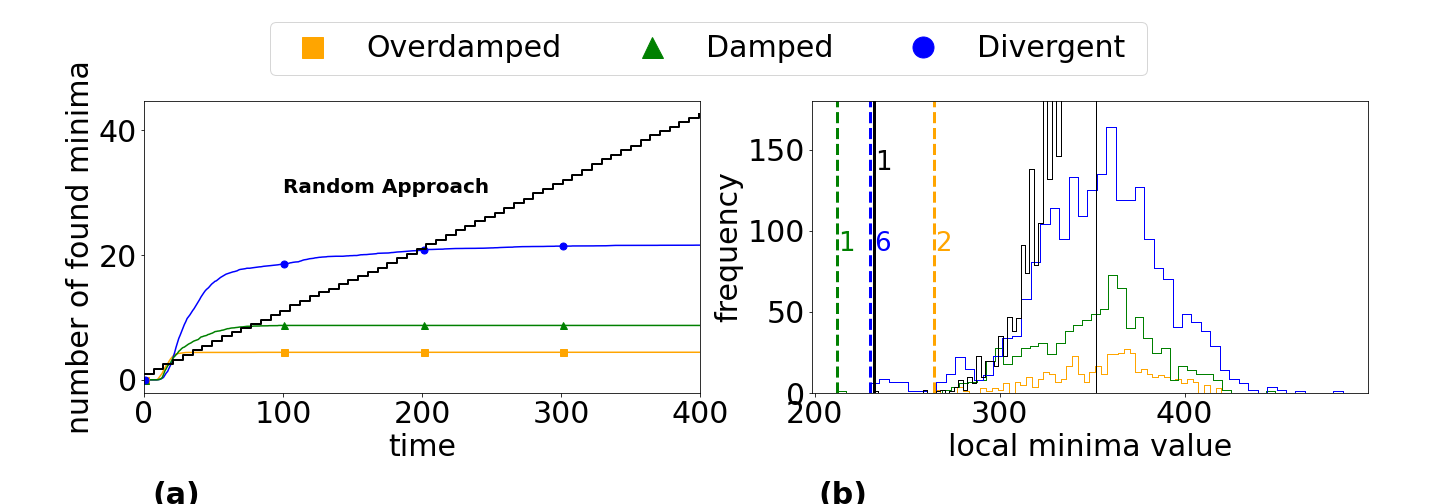 Overdamped Damped Divergent
number of found minima
40
20
0
Random Approach
0 100 200 300 400
time
(a)
frequency
150
100
50
0
1
1
6
2
200 300 400
local minima value
(b)